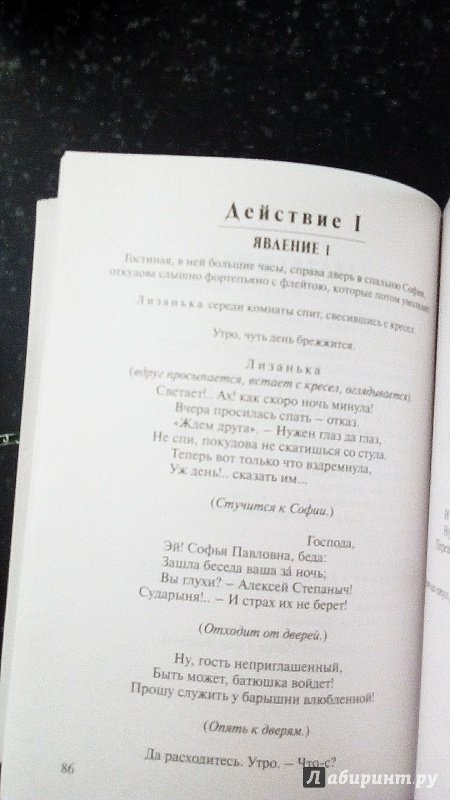 Действие I
ЯВЛЕНИЕ 1
Гостиная, в ней большие часы, справа дверь в спальню Софии,
откудова слышно фортепьяно с флейтою, которые потом умолкают.
Лизанька середи комнаты спит, свесившись с кресел.
Утро, чуть день брежжится.
Лизанька
(вдруг просыпается, встает с кресел, оглядывается).
Светает!.. Ах! как скоро ночь минула!
Вчера просилась спать – отказ.
«Ждем друга». – Нужен глаз да глаз,
Не спи, покудова не скатишься со стула.
Теперь вот только что вздремнула,
Уж день!.. сказать им...
(Стучится к Софии.)
Господа,
Эй! Софья Павловна, беда:
Зашла беседа ваша за́ ночь;
Вы глухи? – Алексей Степаныч!
Сударыня!.. – И страх их не берет!
(Отходит от дверей.)
Ну, гость неприглашенный,
Быть может, батюшка войдет!
Прошу служить у барышни влюбленной!
(Опять к дверям.)
Да расходитесь. Утро. – Что-с?
86
Лабиринт.ру